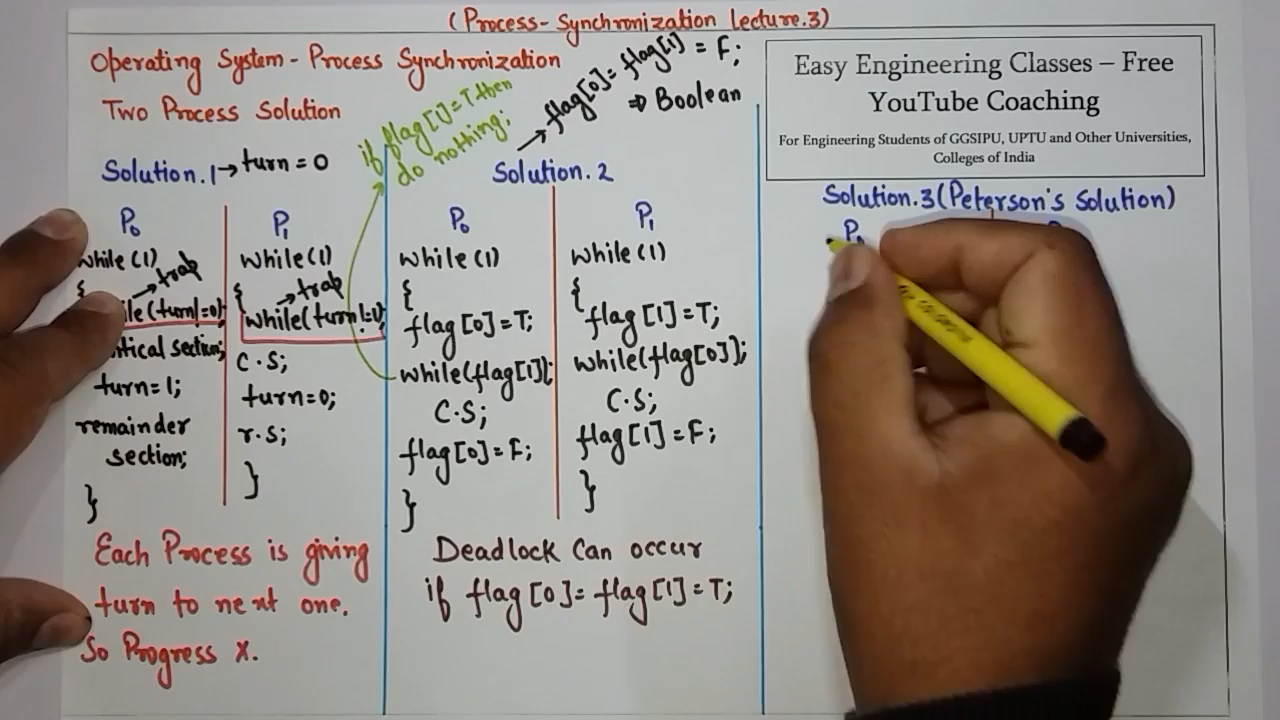 (Process-Synchronization lecture.3)
Operating System - Process Synchronization
Two Process Solution
Easy Engineering Classes – Free
YouTube Coaching
For Engineering Students of GGSIPU, UPTU and Other Universities,
Colleges of India
Solution.1 → turn = 0
P0
while(1)
{ → trap
(turn!=0);
section;
turn=1;
remainder
section;
}
P1
while(1)
{ → trap
while(turn!=1);
C.S;
turn=0;
r.S;
}
Each Process is giving
turn to next one.
So Progress X.
if flag[1]=T then
do nothing;
→ flag[0]= flag[1] = F;
⇒ Boolean
Solution.2
P0
while(1)
{
flag[0]=T;
while(flag[1]);
C.S;
flag[0]=F;
}
P1
while(1)
{
flag[1]=T;
while(flag[0]);
C.S;
flag[1]=F;
}
Deadlock Can occur
if flag[0]= flag[1]=T;
Solution.3(Peterson's Solution)
P0